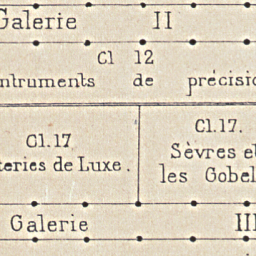 Galerie II
Cl 12
ntruments de précisio
Cl.17
teries de Luxe.
Cl.17.
Sèvres et
les Gobel
Galerie III